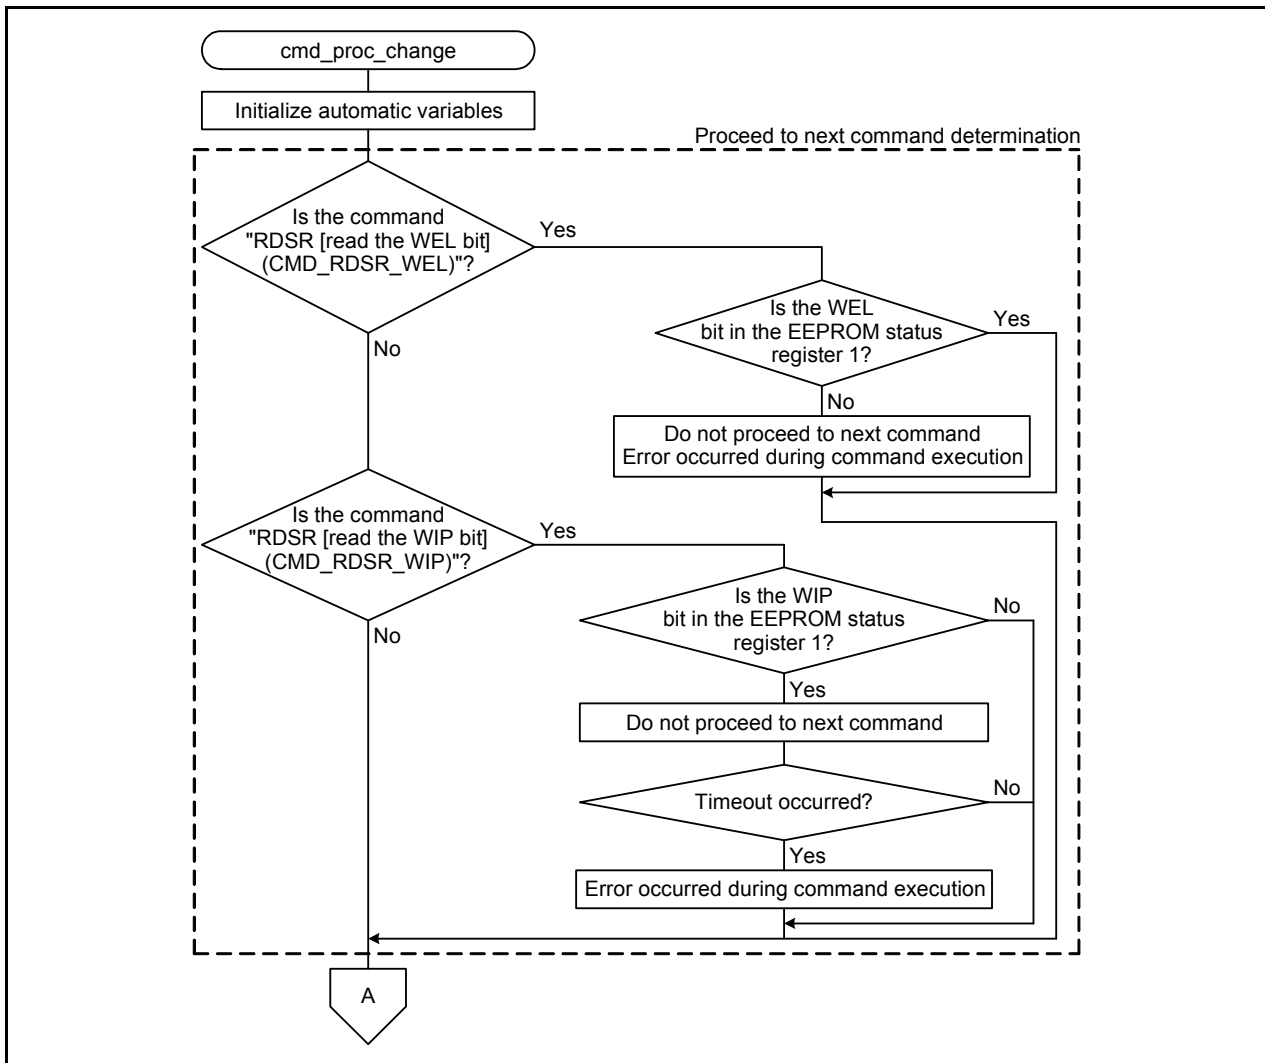 cmd_proc_change
Initialize automatic variables
Proceed to next command determination
Is the command
"RDSR [read the WEL bit]
(CMD_RDSR_WEL)"?
Yes
No
Is the WEL
bit in the EEPROM status
register 1?
Yes
No
Do not proceed to next command
Error occurred during command execution
Is the command
"RDSR [read the WIP bit]
(CMD_RDSR_WIP)"?
Yes
No
Is the WIP
bit in the EEPROM status
register 1?
No
Yes
Do not proceed to next command
Timeout occurred?
No
Yes
Error occurred during command execution
A